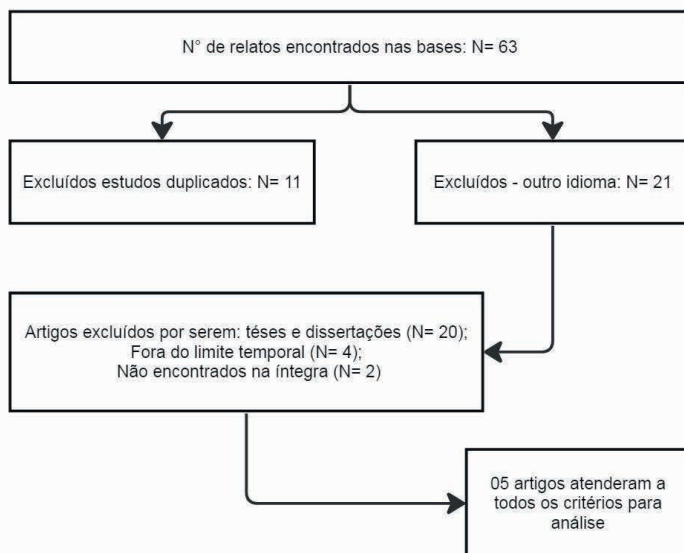 N° de relatos encontrados nas bases: N= 63
Excluídos estudos duplicados: N= 11
Excluídos - outro idioma: N= 21
Artigos excluídos por serem: téses e dissertações (N= 20);
Fora do limite temporal (N= 4);
Não encontrados na íntegra (N= 2)
05 artigos atenderam a
todos os critérios para
análise